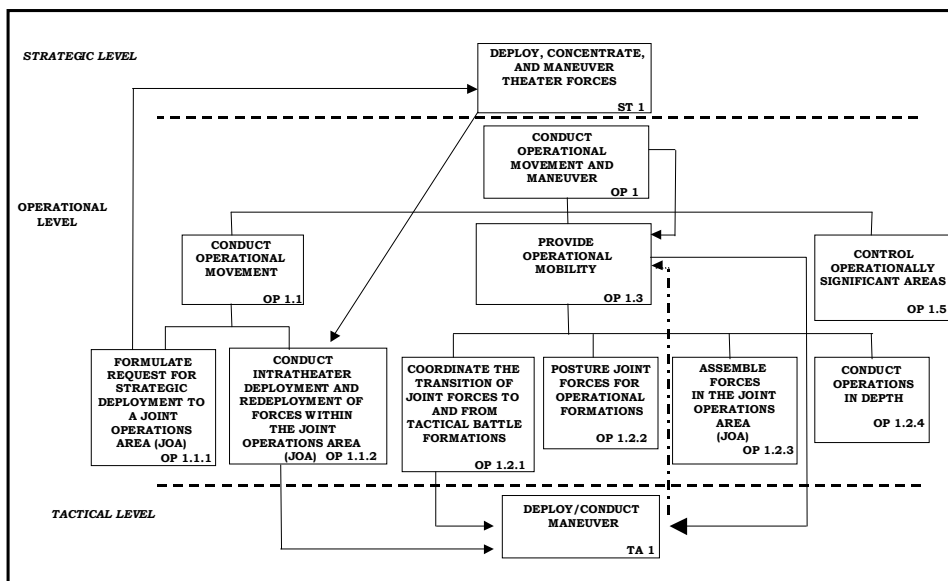 STRATEGIC LEVEL
DEPLOY, CONCENTRATE,
AND MANEUVER
THEATER FORCES
ST 1
CONDUCT
OPERATIONAL
MOVEMENT AND
MANEUVER
OP 1
OPERATIONAL
LEVEL
CONDUCT
OPERATIONAL
MOVEMENT
OP 1.1
PROVIDE
OPERATIONAL
MOBILITY
OP 1.3
CONTROL
OPERATIONALLY
SIGNIFICANT AREAS
OP 1.5
FORMULATE
REQUEST FOR
STRATEGIC
DEPLOYMENT TO
A JOINT
OPERATIONS
AREA (JOA)
OP 1.1.1
CONDUCT
INTRATHEATER
DEPLOYMENT AND
REDEPLOYMENT OF
FORCES WITHIN
THE JOINT
OPERATIONS AREA
(JOA) OP 1.1.2
COORDINATE THE
TRANSITION OF
JOINT FORCES TO
AND FROM
TACTICAL BATTLE
FORMATIONS
OP 1.2.1
POSTURE JOINT
FORCES FOR
OPERATIONAL
FORMATIONS
OP 1.2.2
ASSEMBLE
FORCES
IN THE JOINT
OPERATIONS
AREA
(JOA)
OP 1.2.3
CONDUCT
OPERATIONS
IN DEPTH
OP 1.2.4
TACTICAL LEVEL
DEPLOY/CONDUCT
MANEUVER
TA 1